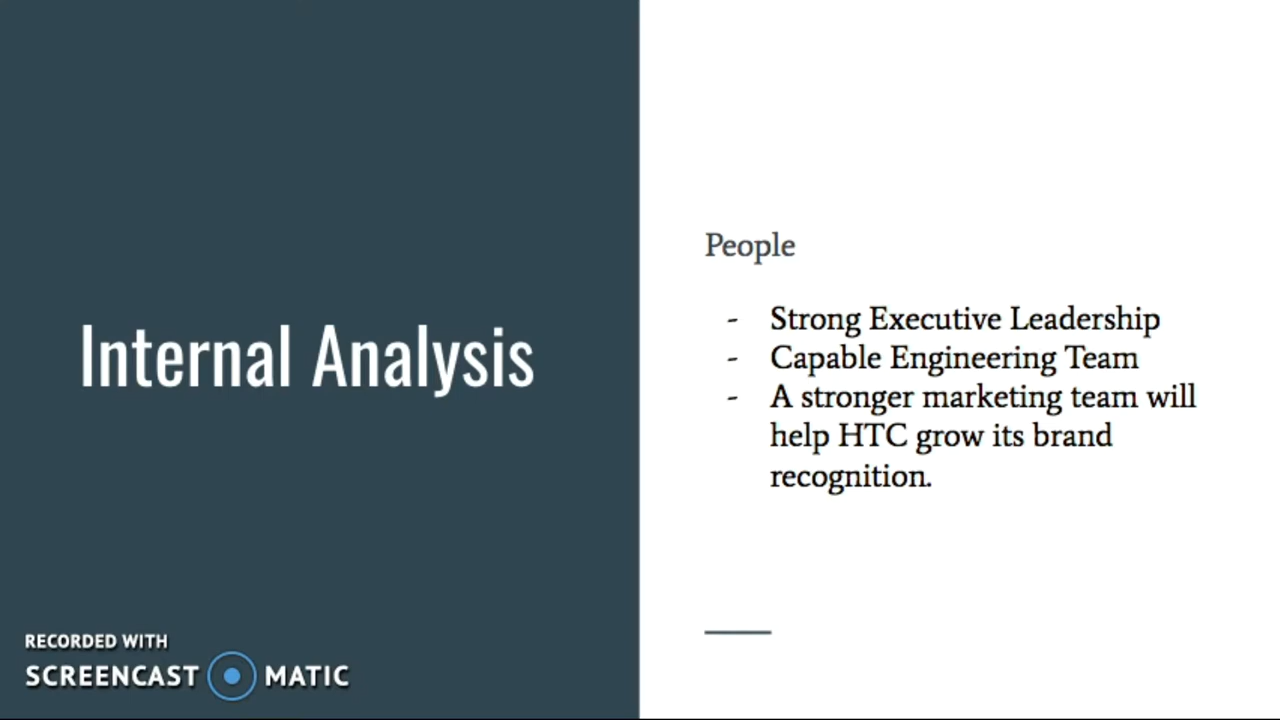 Internal Analysis
People
- Strong Executive Leadership
- Capable Engineering Team
- A stronger marketing team will
help HTC grow its brand
recognition.
RECORDED WITH
SCREENCAST MATIC